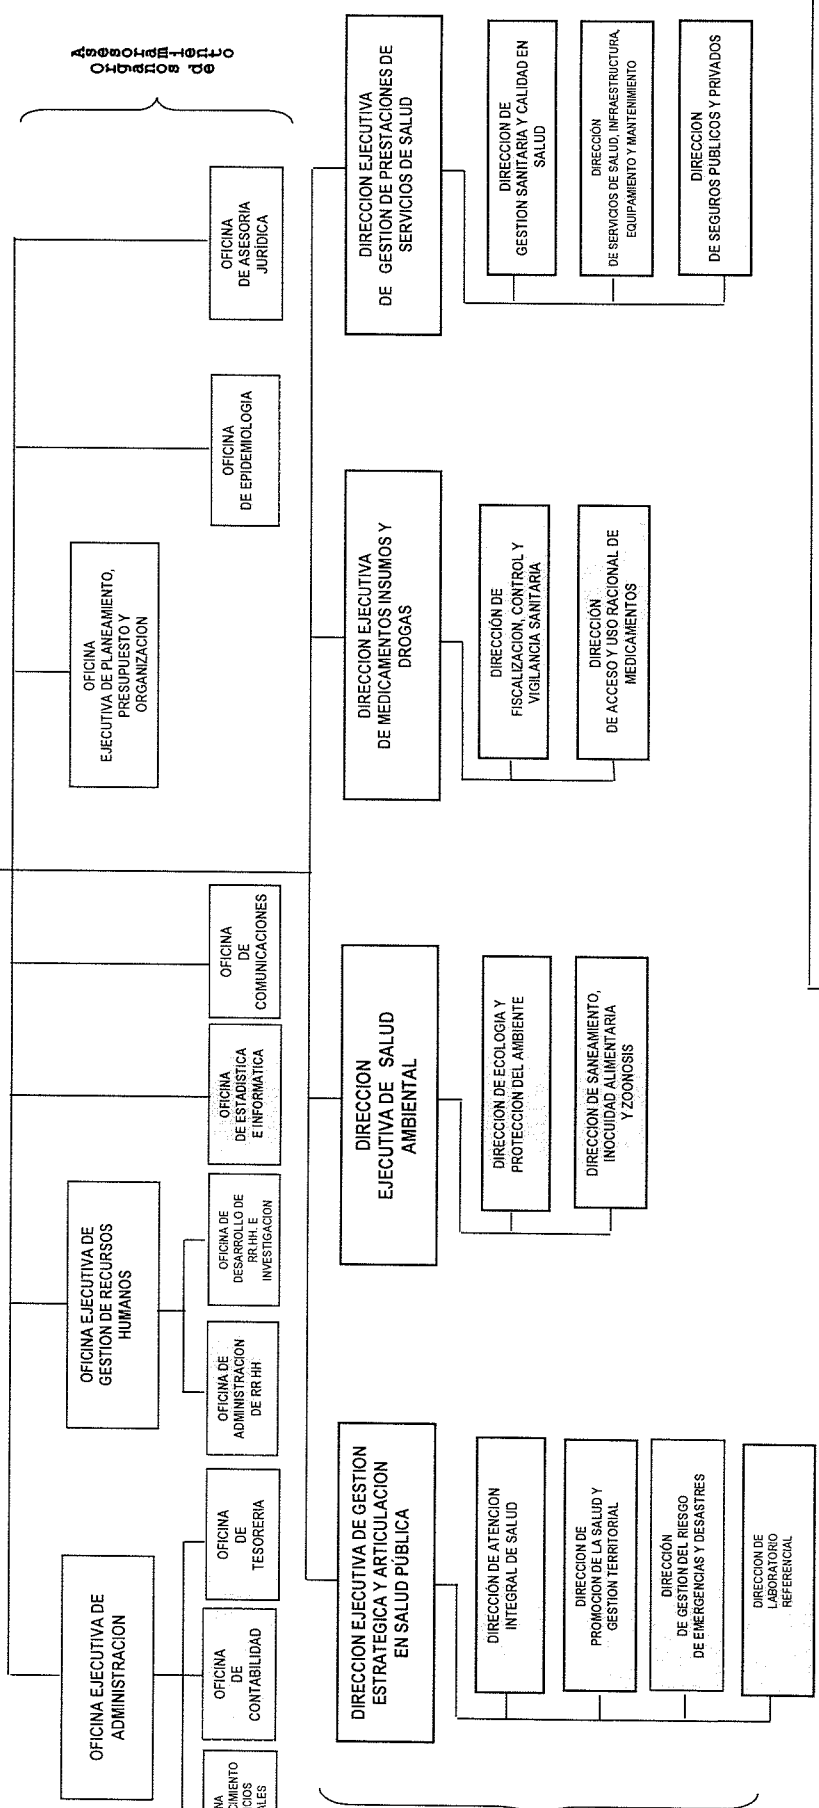 Asesoramiento
Organos de
OFICINA EJECUTIVA DE
ADMINISTRACION
OFICINA EJECUTIVA DE
GESTION DE RECURSOS
HUMANOS
OFICINA
EJECUTIVA DE PLANEAMIENTO,
PRESUPUESTO Y
ORGANIZACION
OFICINA
DE
CONTABILIDAD
OFICINA
DE
TESORERIA
OFICINA DE
ADMINISTRACION
DE RR HH
OFICINA DE
DESARROLLO DE
RR.HH. E
INVESTIGACION
OFICINA
DE ESTADISTICA
E INFORMATICA
OFICINA
DE
COMUNICACIONES
OFICINA
DE EPIDEMIOLOGIA
OFICINA
DE ASESORIA
JURÍDICA
DIRECCION EJECUTIVA DE GESTION
ESTRATEGICA Y ARTICULACION
EN SALUD PÚBLICA
DIRECCION
EJECUTIVA DE SALUD
AMBIENTAL
DIRECCION EJECUTIVA
DE MEDICAMENTOS INSUMOS Y
DROGAS
DIRECCION EJECUTIVA
DE GESTION DE PRESTACIONES DE
SERVICIOS DE SALUD
DIRECCIÓN DE ATENCION
INTEGRAL DE SALUD
DIRECCION DE
PROMOCION DE LA SALUD Y
GESTION TERRITORIAL
DIRECCIÓN
DE GESTION DEL RIESGO
DE EMERGENCIAS Y DESASTRES
DIRECCION DE
LABORATORIO
REFERENCIAL
DIRECCION DE ECOLOGIA Y
PROTECCION DEL AMBIENTE
DIRECCION DE SANEAMIENTO,
INOCUIDAD ALIMENTARIA
Y ZOONOSIS
DIRECCIÓN DE
FISCALIZACION, CONTROL Y
VIGILANCIA SANITARIA
DIRECCIÓN
DE ACCESO Y USO RACIONAL DE
MEDICAMENTOS
DIRECCION DE
GESTION SANITARIA Y CALIDAD EN
SALUD
DIRECCIÓN
DE SERVICIOS DE SALUD, INFRAESTRUCTURA,
EQUIPAMIENTO Y MANTENIMIENTO
DIRECCION
DE SEGUROS PUBLICOS Y PRIVADOS